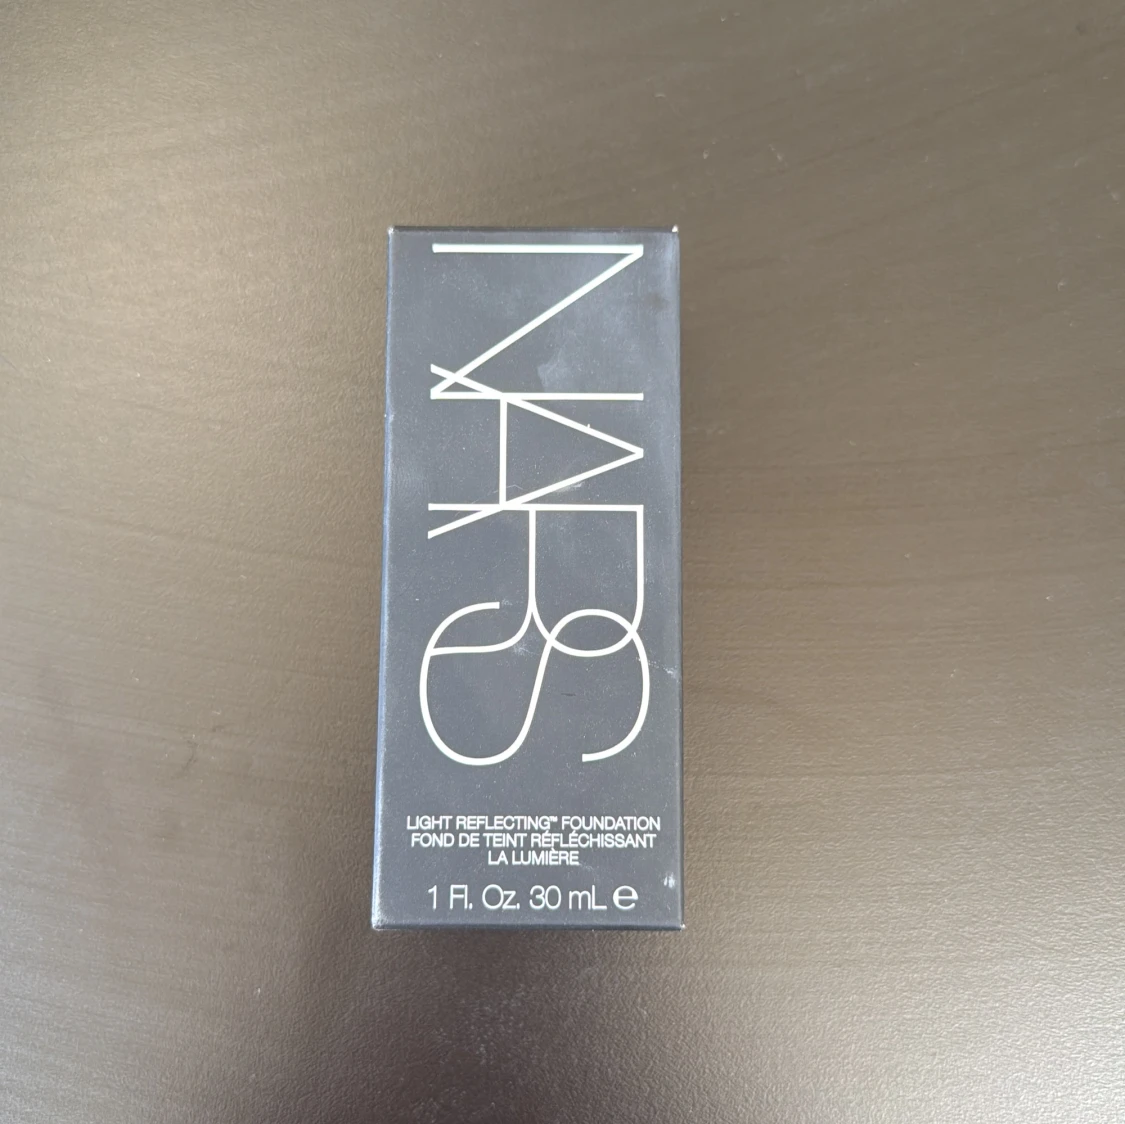 NARS
LIGHT REFLECTING™ FOUNDATION
FOND DE TEINT RÉFLÉCHISSANT
LA LUMIÈRE
1 Fl. Oz. 30 mL ℮